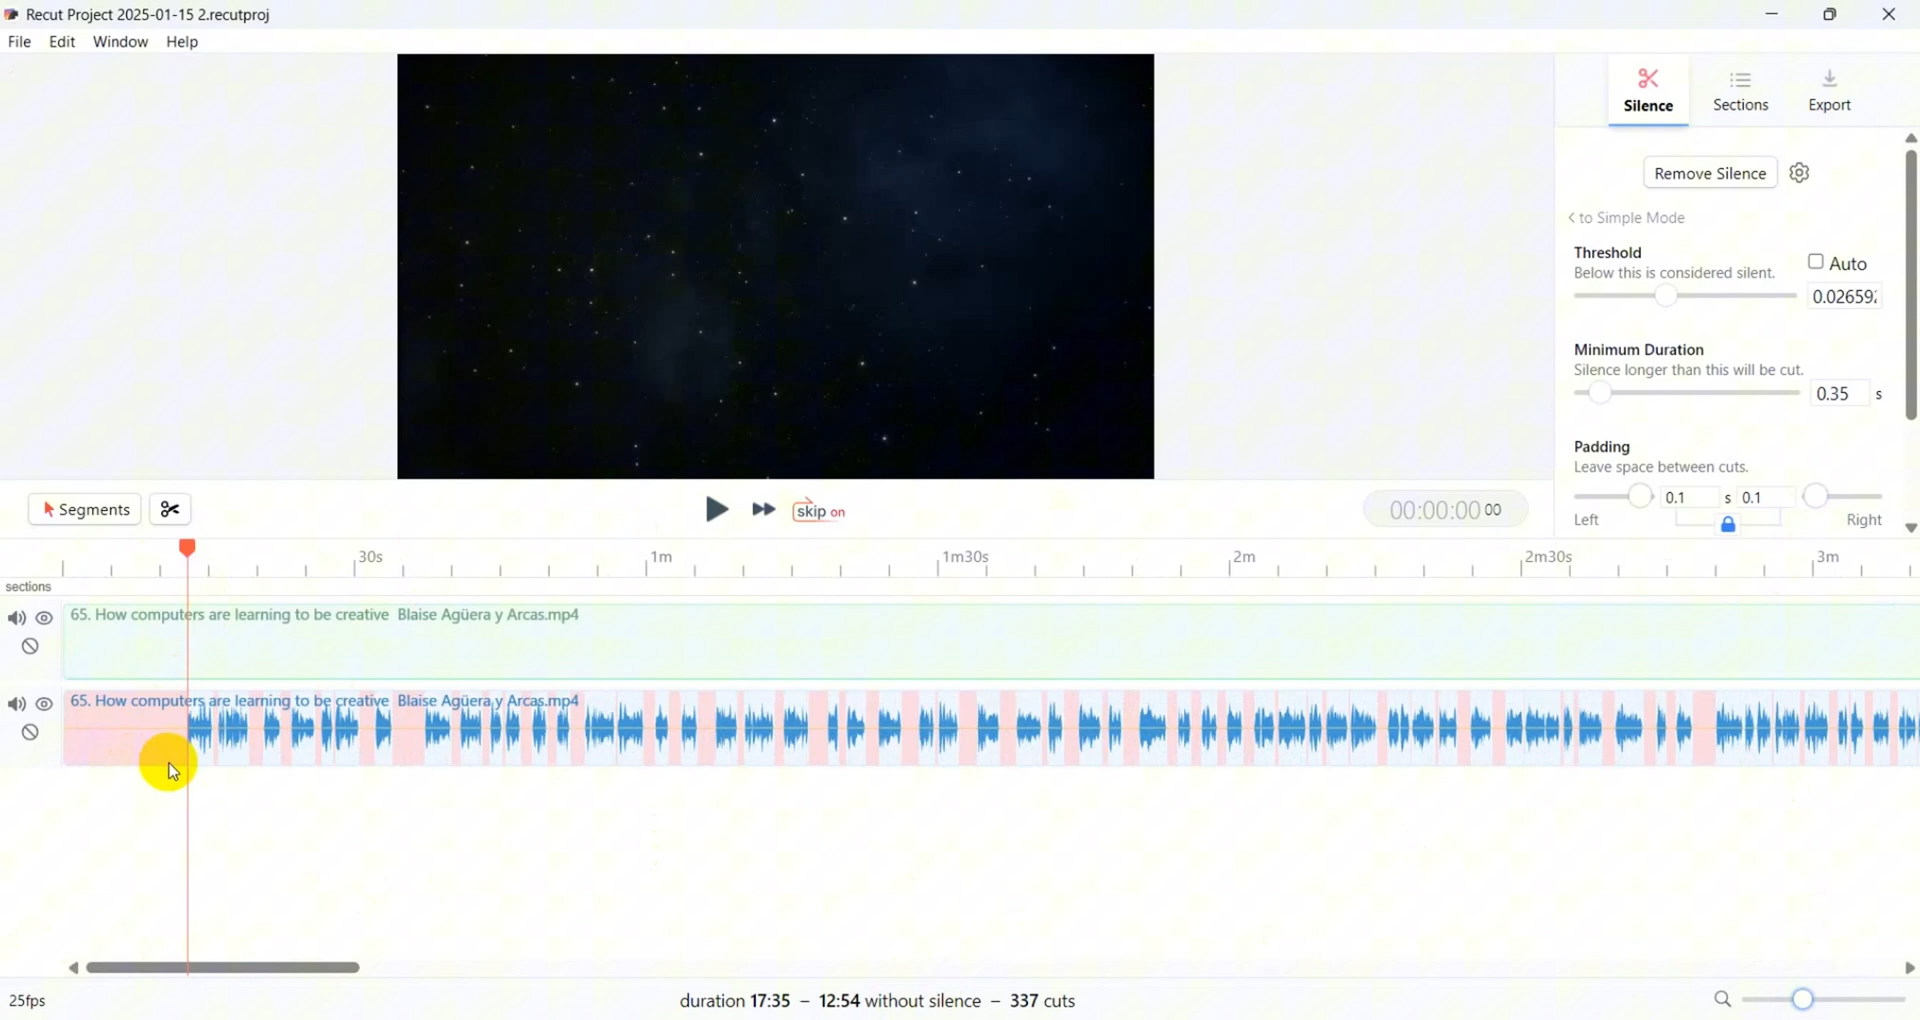 Recut Project 2025-01-15 2.recutproj
File Edit Window Help
Silence Sections Export
Remove Silence
< to Simple Mode
Threshold
Below this is considered silent.
Auto
0.02659
Minimum Duration
Silence longer than this will be cut.
0.35 s
Padding
Leave space between cuts.
0.1 s 0.1
Left Right
Segments
skip on
00:00:00 00
30s 1m 1m30s 2m 2m30s 3m
sections
65. How computers are learning to be creative Blaise Agüera y Arcas.mp4
65. How computers are learning to be creative Blaise Agüera y Arcas.mp4
25fps
duration 17:35 – 12:54 without silence – 337 cuts